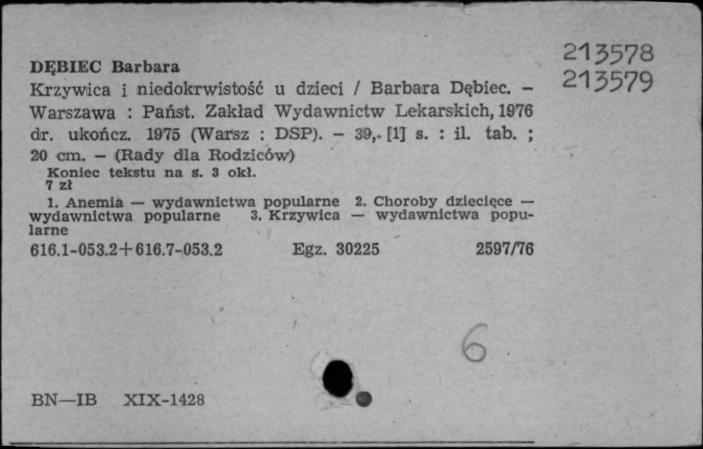 213578
DĘBIEC Barbara
213579
Krzywica i niedokrwistość u dzieci / Barbara Dębiec. –
Warszawa : Państ. Zakład Wydawnictw Lekarskich, 1976
dr. ukończ. 1975 (Warsz : DSP). – 39, [1] s. : il. tab. ;
20 cm. – (Rady dla Rodziców)
Koniec tekstu na s. 3 okł.
7 zł
1. Anemia — wydawnictwa popularne 2. Choroby dziecięce —
wydawnictwa popularne 3. Krzywica — wydawnictwa popu-
larne
616.1-053.2+616.7-053.2 Egz. 30225 2597/76
6
BN—IB XIX-1428